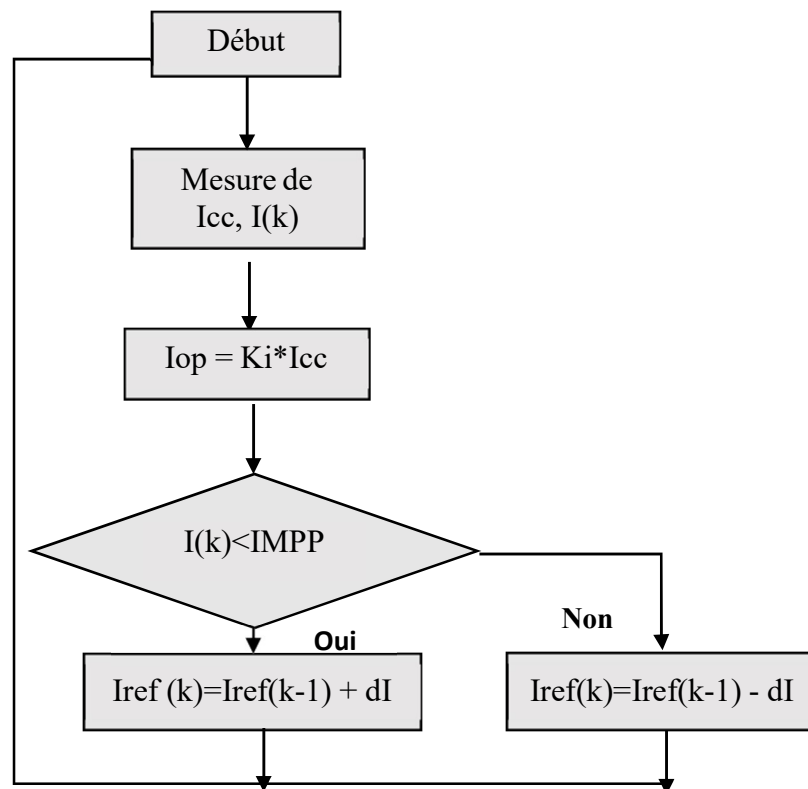 Début
Mesure de
Icc, I(k)
Iop = Ki*Icc
I(k)<IMPP
Oui
Non
Iref (k)=Iref(k-1) + dI
Iref(k)=Iref(k-1) - dI